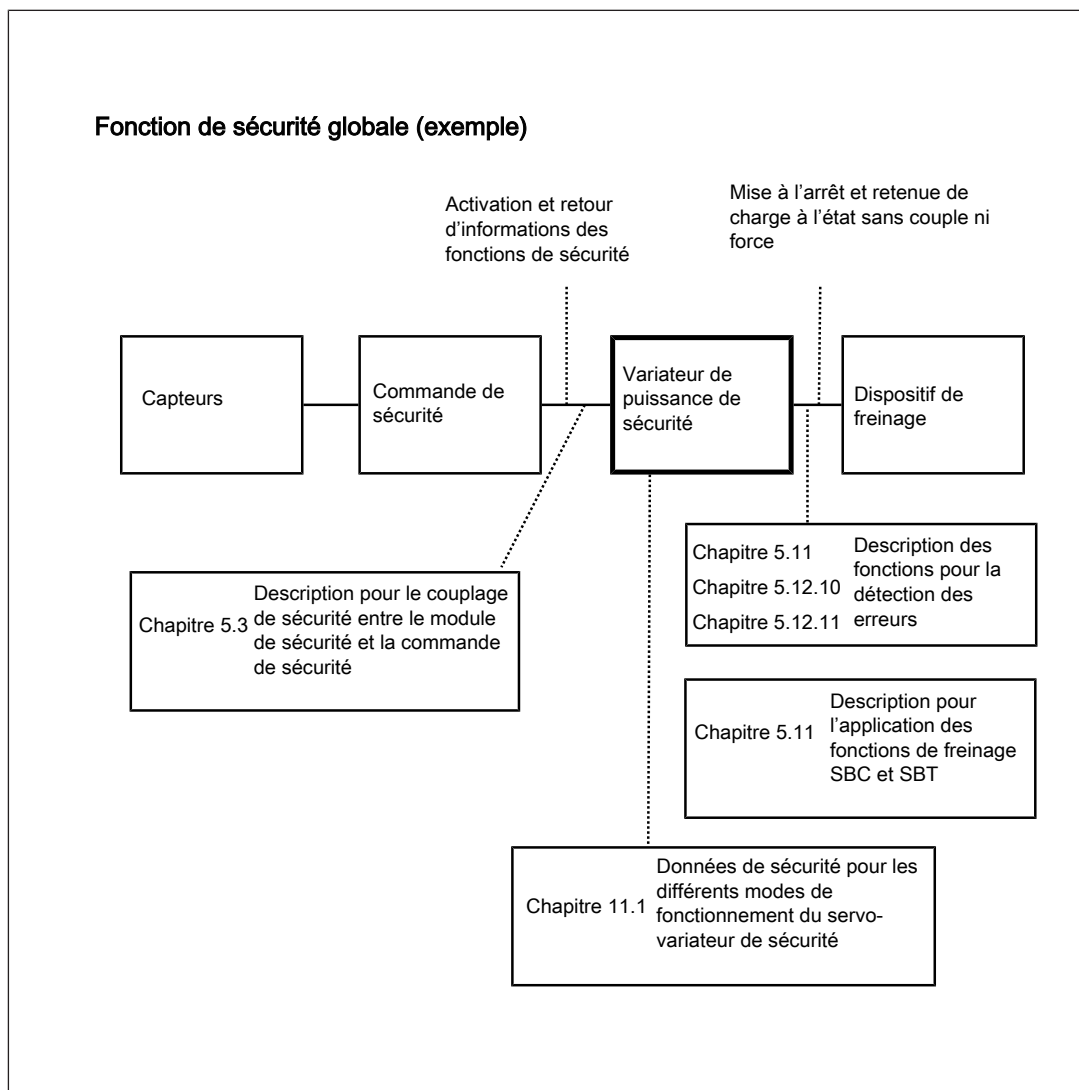 Fonction de sécurité globale (exemple)
Activation et retour
d'informations des
fonctions de sécurité
Mise à l'arrêt et retenue de
charge à l'état sans couple ni
force
Capteurs
Commande de
sécurité
Variateur de
puissance de
sécurité
Dispositif de
freinage
Chapitre 5.3
Description pour le couplage
de sécurité entre le module
de sécurité et la commande
de sécurité
Chapitre 5.11
Chapitre 5.12.10
Chapitre 5.12.11
Description des
fonctions pour la
détection des
erreurs
Chapitre 5.11
Description pour
l'application des
fonctions de freinage
SBC et SBT
Chapitre 11.1
Données de sécurité pour les
différents modes de
fonctionnement du servo-
variateur de sécurité